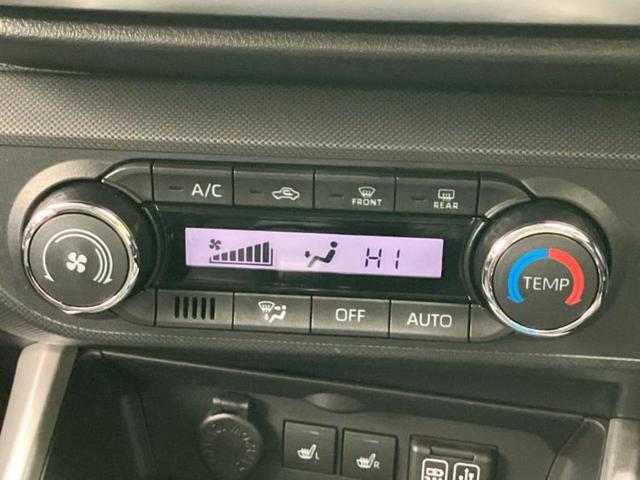 A/C
FRONT
REAR
HI
TEMP
OFF
AUTO
L
R